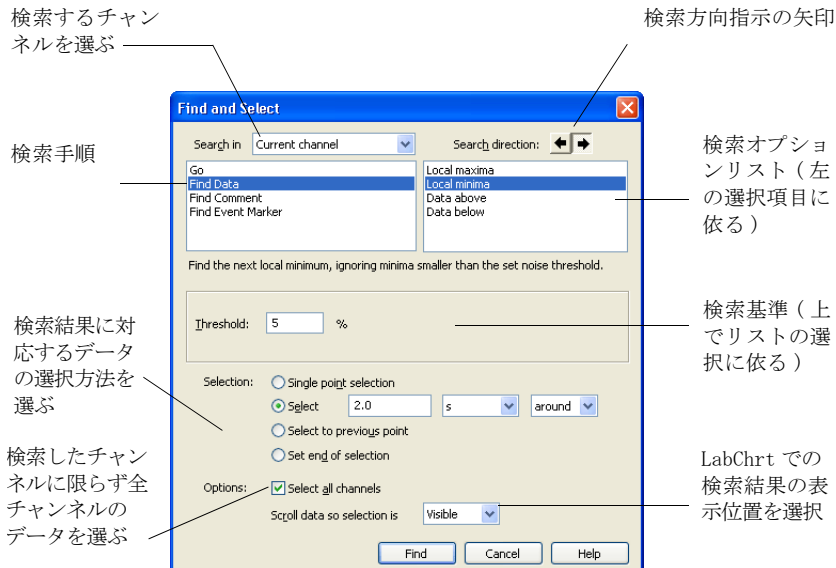 検索するチャン
ネルを選ぶ
検索方向指示の矢印
Find and Select
Search in Current channel
Search direction:
検索手順
Go
Find Data
Find Comment
Find Event Marker
Local maxima
Local minima
Data above
Data below
検索オプショ
ンリスト（左
の選択項目に
依る）
Find the next local minimum, ignoring minima smaller than the set noise threshold.
Threshold: 5 %
検索基準（上
でリストの選
択に依る）
検索結果に対
応するデータ
の選択方法を
選ぶ
Selection: Single point selection
Select 2.0 s around
Select to previous point
Set end of selection
検索したチャン
ネルに限らず全
チャンネルの
データを選ぶ
Options: Select all channels
Scroll data so selection is Visible
LabChrt での
検索結果の表
示位置を選択
Find Cancel Help